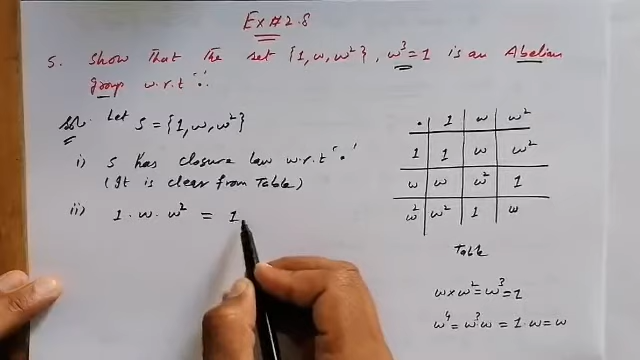 Ex # 2.8
5. Show that the set {1, ω, ω²}, ω³=1 is an Abelian
group w.r.t '.'
Sol. Let S = {1, ω, ω²}
i) S has closure law w.r.t '.'
(It is clear from Table)
ii) 1 · ω · ω² = 1
· 1 ω ω²
1 1 ω ω²
ω ω ω² 1
ω² ω² 1 ω
Table
ω×ω² = ω³ = 1
ω⁴ = ω³·ω = 1·ω = ω